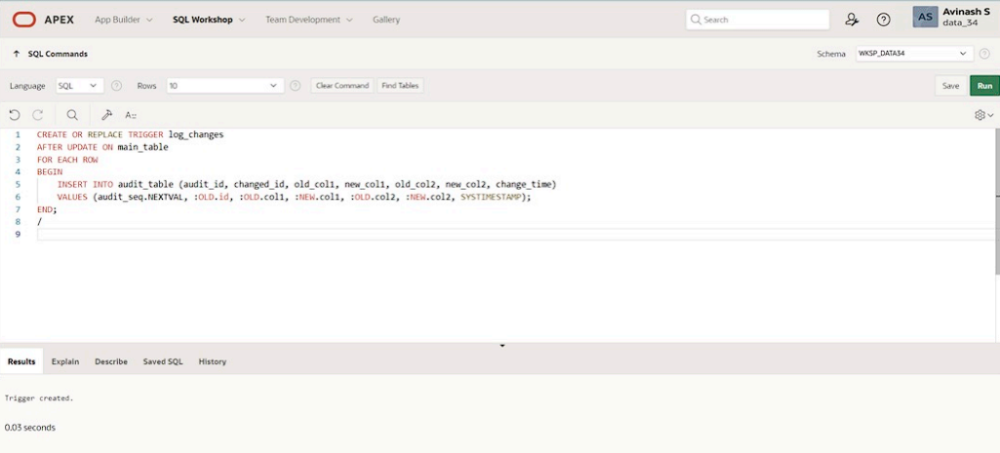 APEX App Builder SQL Workshop Team Development Gallery Search AS Avinash S
data_34
↑ SQL Commands Schema WKSP_DATA34
Language SQL Rows 10 Clear Command Find Tables Save Run
A::
1 CREATE OR REPLACE TRIGGER log_changes
2 AFTER UPDATE ON main_table
3 FOR EACH ROW
4 BEGIN
5 INSERT INTO audit_table (audit_id, changed_id, old_col1, new_col1, old_col2, new_col2, change_time)
6 VALUES (audit_seq.NEXTVAL, :OLD.id, :OLD.col1, :NEW.col1, :OLD.col2, :NEW.col2, SYSTIMESTAMP);
7 END;
8 /
9
Results Explain Describe Saved SQL History
Trigger created.
0.03 seconds